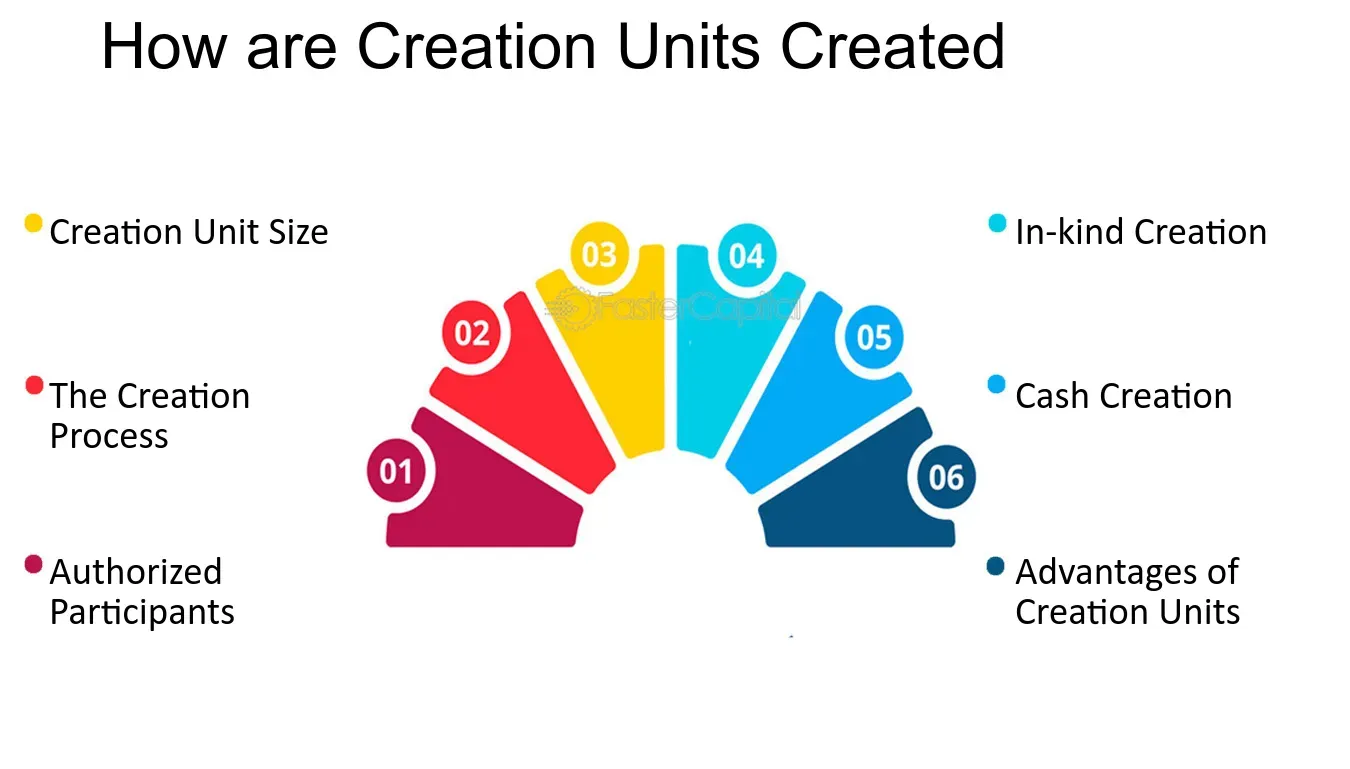 How are Creation Units Created
Creation Unit Size
The Creation
Process
Authorized
Participants
01
02
03
04
05
06
FasterCapital
In-kind Creation
Cash Creation
Advantages of
Creation Units